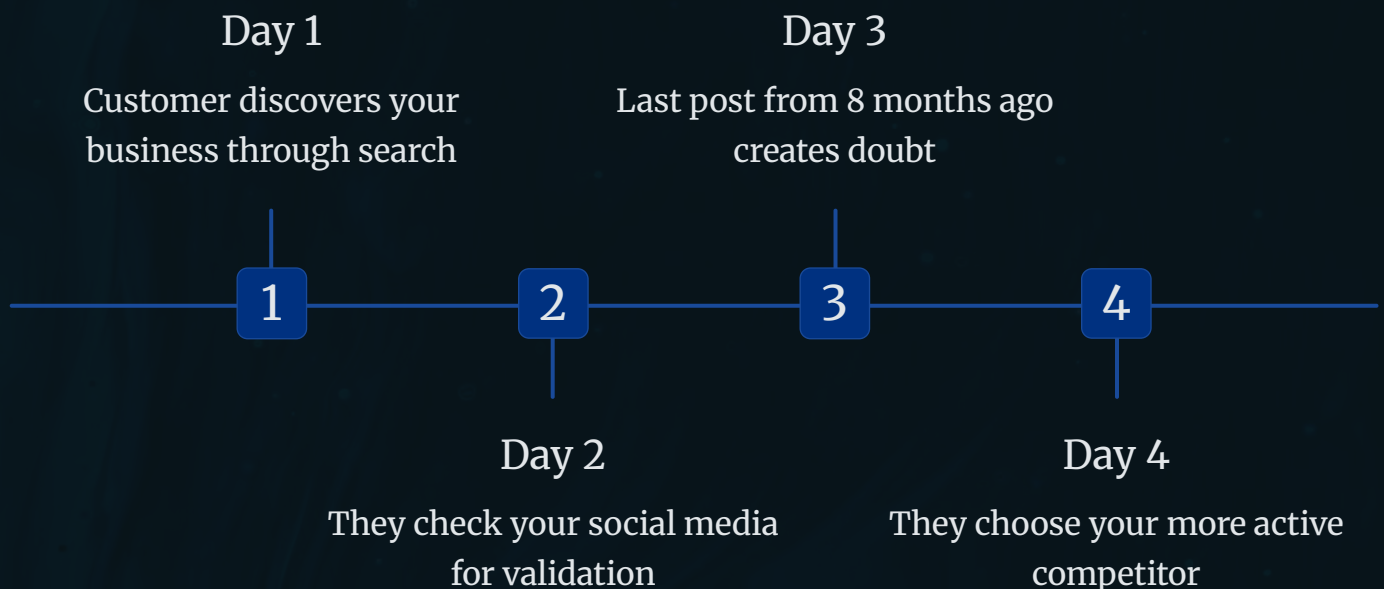 Day 1
Customer discovers your
business through search
Day 3
Last post from 8 months ago
creates doubt
1
2
3
4
Day 2
They check your social media
for validation
Day 4
They choose your more active
competitor